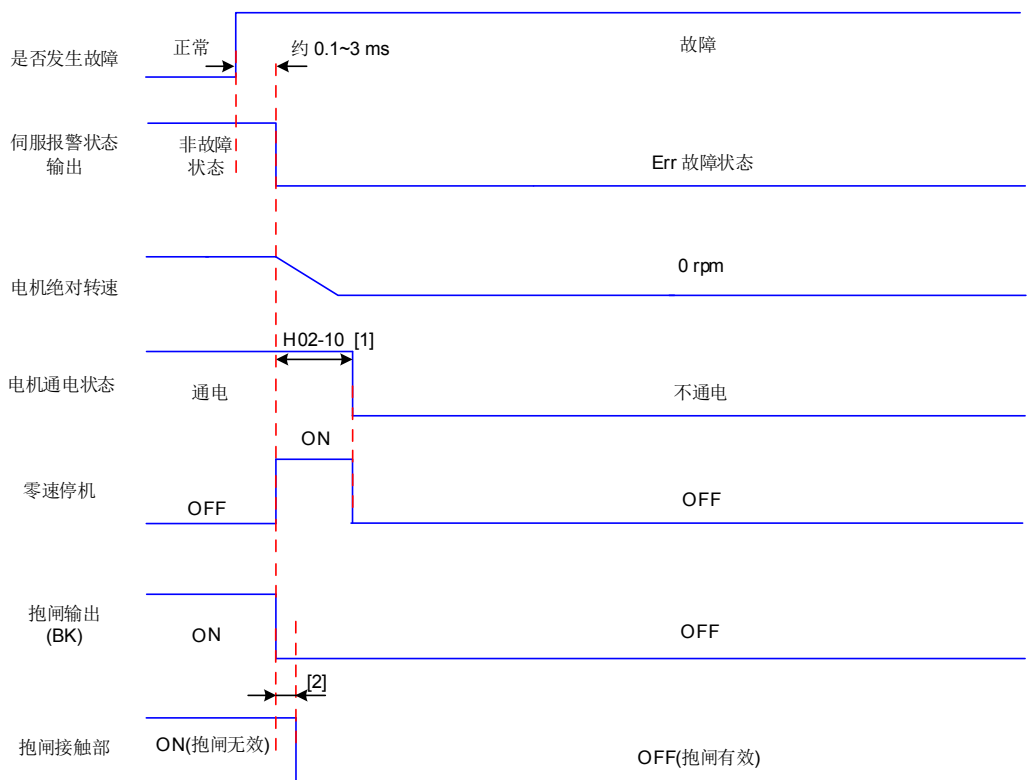 是否发生故障
正常
约 0.1~3 ms
故障
伺服报警状态
输出
非故障
状态
Err 故障状态
电机绝对转速
0 rpm
H02-10 [1]
电机通电状态
通电
不通电
ON
零速停机
OFF
OFF
抱闸输出
(BK)
ON
OFF
[2]
抱闸接触部
ON(抱闸无效)
OFF(抱闸有效)